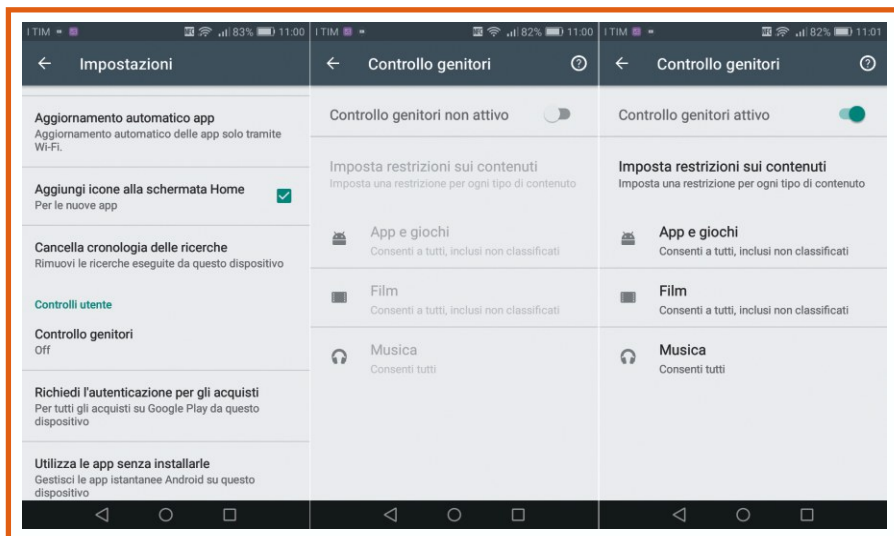 I TIM
83% 11:00
Impostazioni
Aggiornamento automatico app
Aggiornamento automatico delle app solo tramite
Wi-Fi.
Aggiungi icone alla schermata Home
Per le nuove app
Cancella cronologia delle ricerche
Rimuovi le ricerche eseguite da questo dispositivo
Controlli utente
Controllo genitori
Off
Richiedi l'autenticazione per gli acquisti
Per tutti gli acquisti su Google Play da questo
dispositivo
Utilizza le app senza installarle
Gestisci le app istantanee Android su questo
dispositivo
I TIM
82% 11:00
Controllo genitori
Controllo genitori non attivo
Imposta restrizioni sui contenuti
Imposta una restrizione per ogni tipo di contenuto
App e giochi
Consenti a tutti, inclusi non classificati
Film
Consenti a tutti, inclusi non classificati
Musica
Consenti tutti
I TIM
82% 11:01
Controllo genitori
Controllo genitori attivo
Imposta restrizioni sui contenuti
Imposta una restrizione per ogni tipo di contenuto
App e giochi
Consenti a tutti, inclusi non classificati
Film
Consenti a tutti, inclusi non classificati
Musica
Consenti tutti